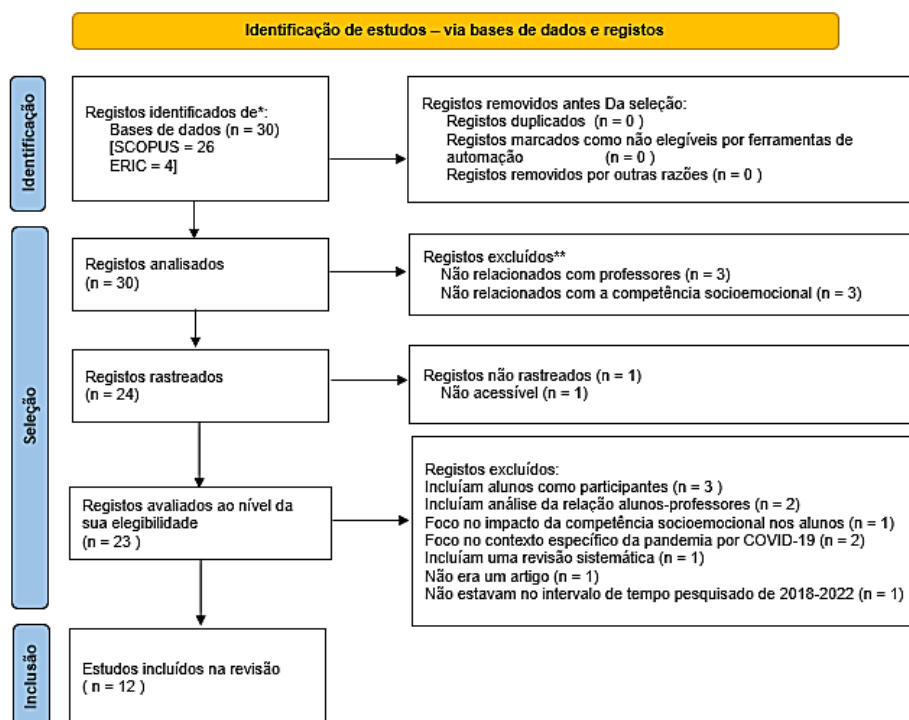 Identificação de estudos – via bases de dados e registos
Identificação
Registos identificados de*:
Bases de dados (n = 30)
[SCOPUS = 26
ERIC = 4]
Registos removidos antes Da seleção:
Registos duplicados (n = 0 )
Registos marcados como não elegíveis por ferramentas de
automação (n = 0 )
Registos removidos por outras razões (n = 0 )
Seleção
Registos analisados
(n = 30)
Registos excluídos**
Não relacionados com professores (n = 3)
Não relacionados com a competência socioemocional (n = 3)
Registos rastreados
(n = 24)
Registos não rastreados (n = 1)
Não acessível (n = 1)
Registos avaliados ao nível da
sua elegibilidade
(n = 23 )
Registos excluídos:
Incluíam alunos como participantes (n = 3 )
Incluíam análise da relação alunos-professores (n = 2)
Foco no impacto da competência socioemocional nos alunos (n = 1)
Foco no contexto específico da pandemia por COVID-19 (n = 2)
Incluíam uma revisão sistemática (n = 1)
Não era um artigo (n = 1)
Não estavam no intervalo de tempo pesquisado de 2018-2022 (n = 1)
Inclusão
Estudos incluídos na revisão
( n = 12 )